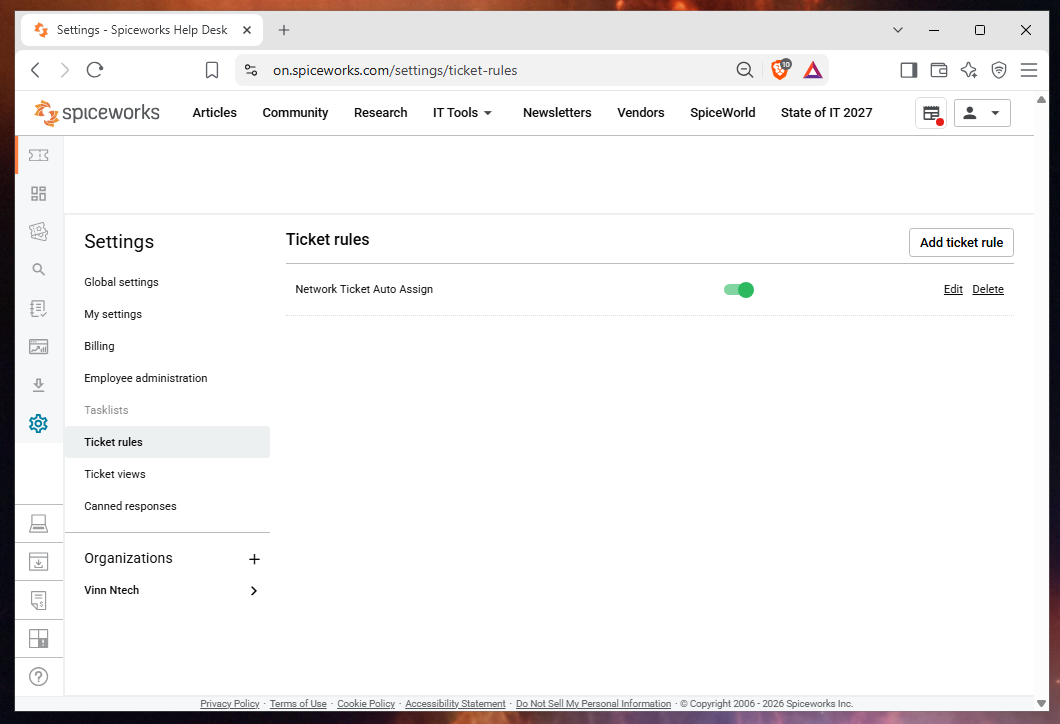 Settings - Spiceworks Help Desk
on.spiceworks.com/settings/ticket-rules
10
spiceworks
Articles
Community
Research
IT Tools
Newsletters
Vendors
SpiceWorld
State of IT 2027
Settings
Global settings
My settings
Billing
Employee administration
Tasklists
Ticket rules
Ticket views
Canned responses
Organizations
Vinn Ntech
Ticket rules
Add ticket rule
Network Ticket Auto Assign
Edit Delete
Privacy Policy · Terms of Use · Cookie Policy · Accessibility Statement · Do Not Sell My Personal Information · © Copyright 2006 - 2026 Spiceworks Inc.